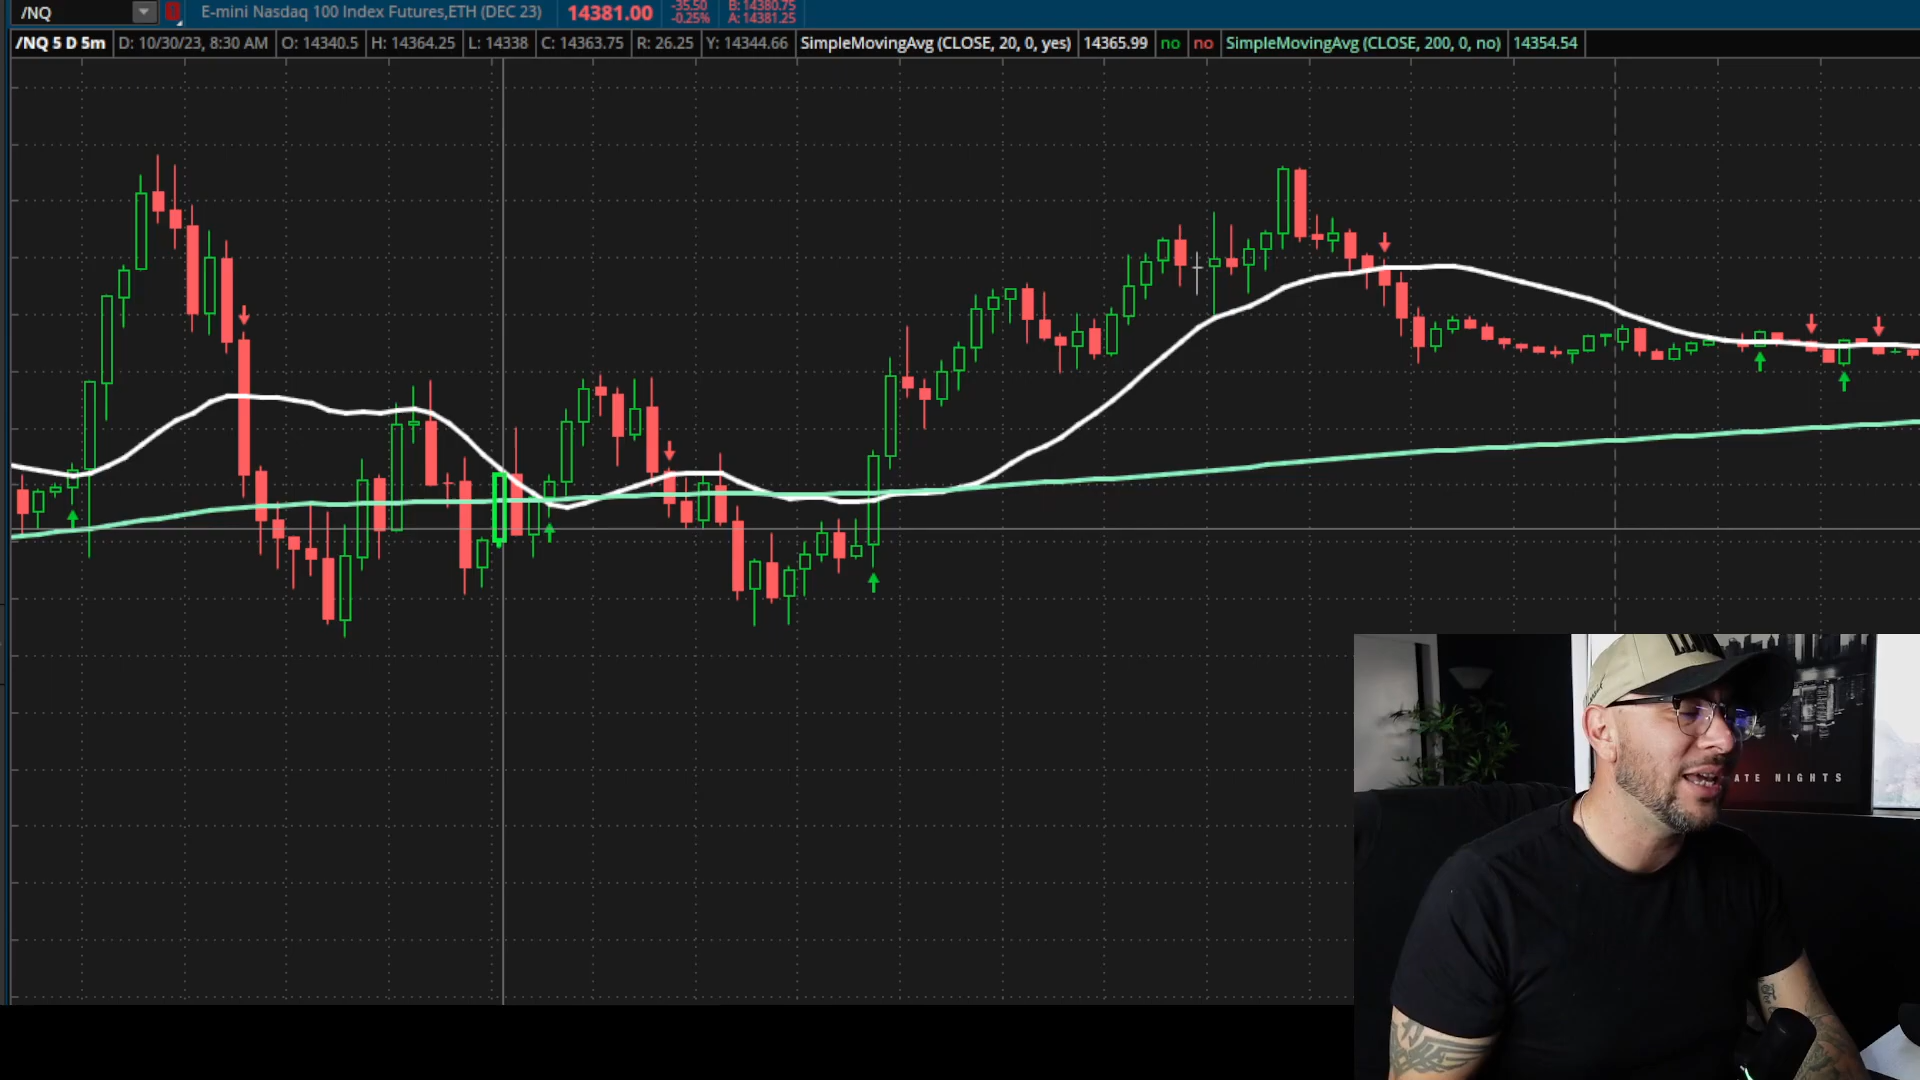 /NQ E-mini Nasdaq 100 Index Futures,ETH (DEC 23) 14381.00 -35.50 -0.25% B: 14380.75 A: 14381.25
/NQ 5 D 5m D: 10/30/23, 8:30 AM O: 14340.5 H: 14364.25 L: 14338 C: 14363.75 R: 26.25 Y: 14344.66 SimpleMovingAvg (CLOSE, 20, 0, yes) 14365.99 no no SimpleMovingAvg (CLOSE, 200, 0, no) 14354.54
ATE NIGHTS